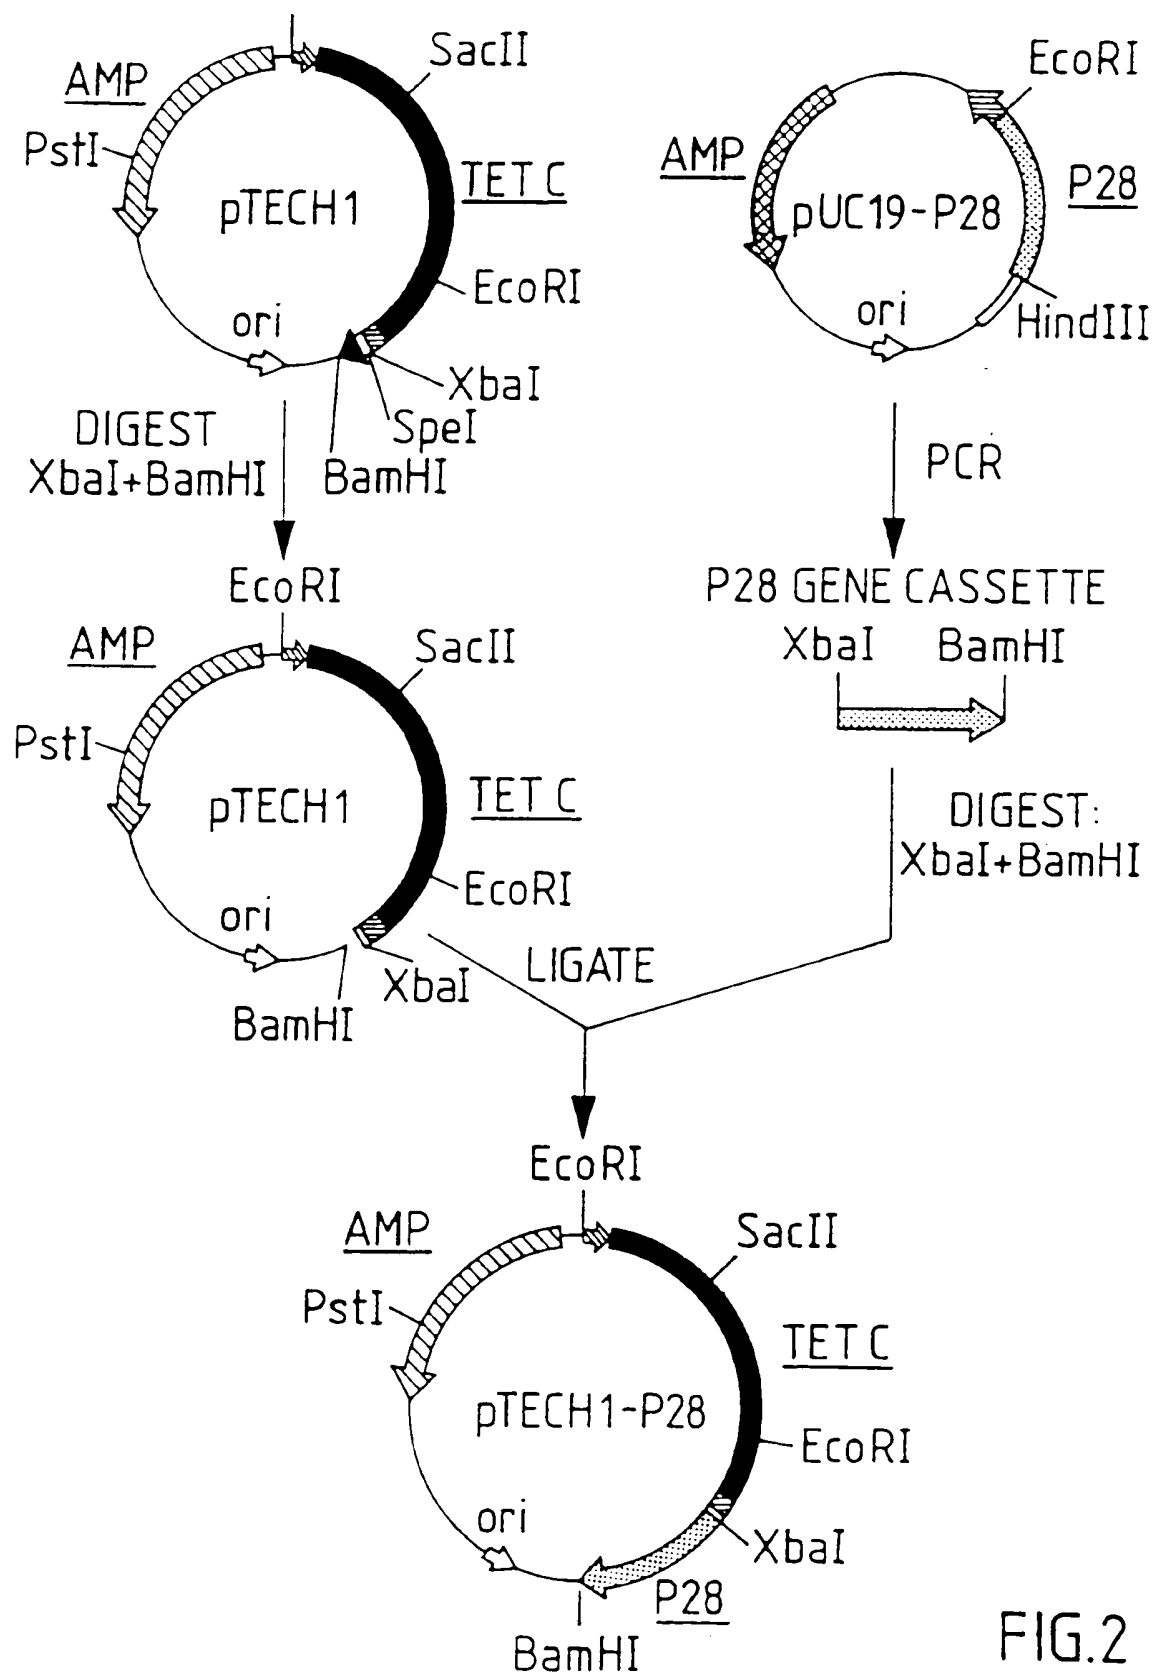 SacII
AMP
PstI
pTECH1
TET C
EcoRI
ori
XbaI
SpeI
BamHI
DIGEST
XbaI+BamHI
EcoRI
AMP
pUC19-P28
P28
ori
HindIII
PCR
P28 GENE CASSETTE
XbaI BamHI
DIGEST:
XbaI+BamHI
EcoRI
AMP
SacII
PstI
pTECH1
TET C
EcoRI
ori
XbaI
BamHI
LIGATE
EcoRI
AMP
SacII
PstI
TET C
pTECH1-P28
EcoRI
ori
XbaI
P28
BamHI
FIG.2